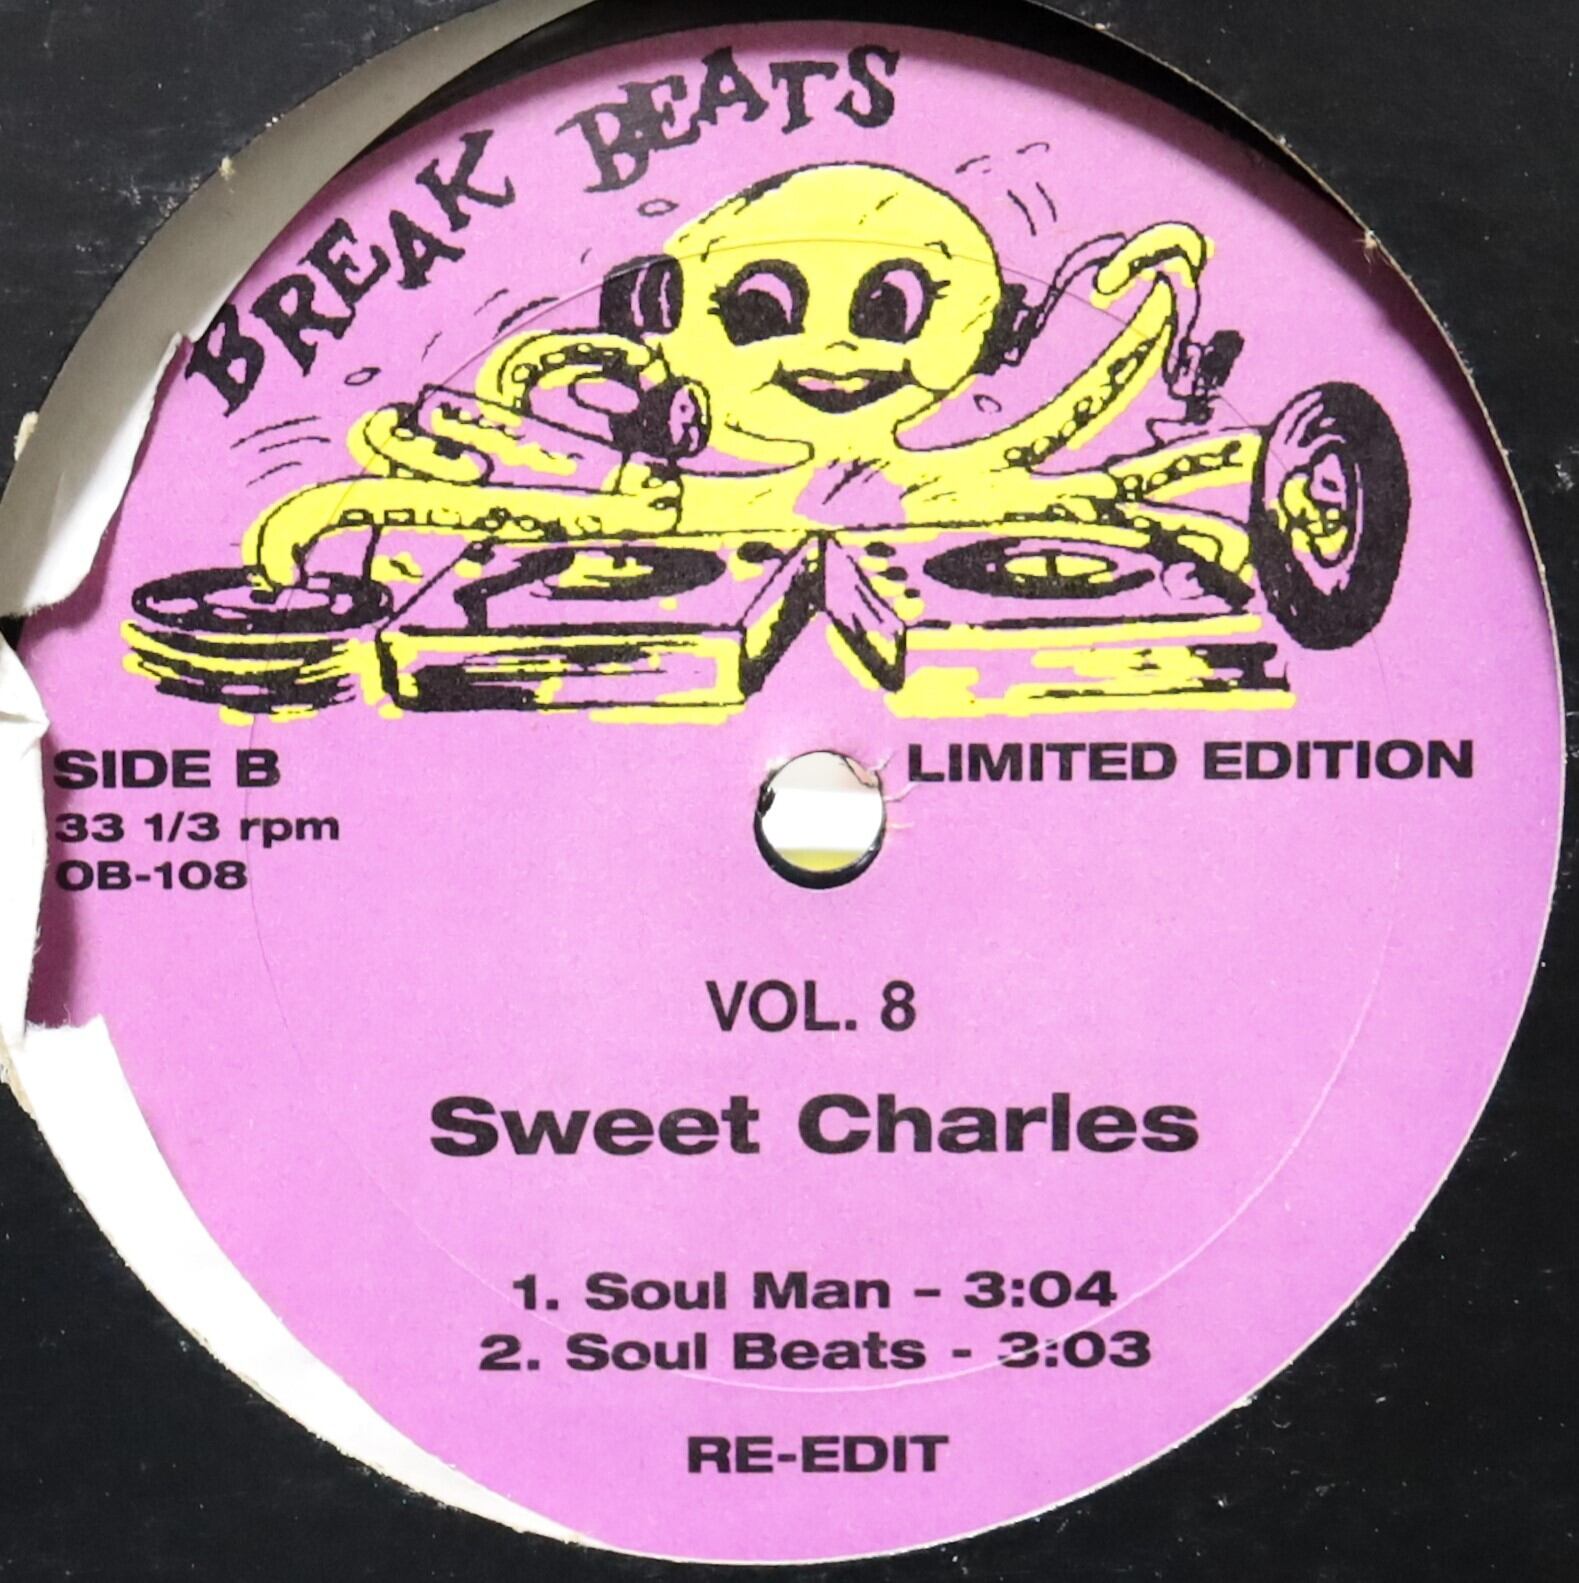 BREAK BEATS
SIDE B
LIMITED EDITION
33 1/3 rpm
OB-108
VOL. 8
Sweet Charles
1. Soul Man - 3:04
2. Soul Beats - 3:03
RE-EDIT